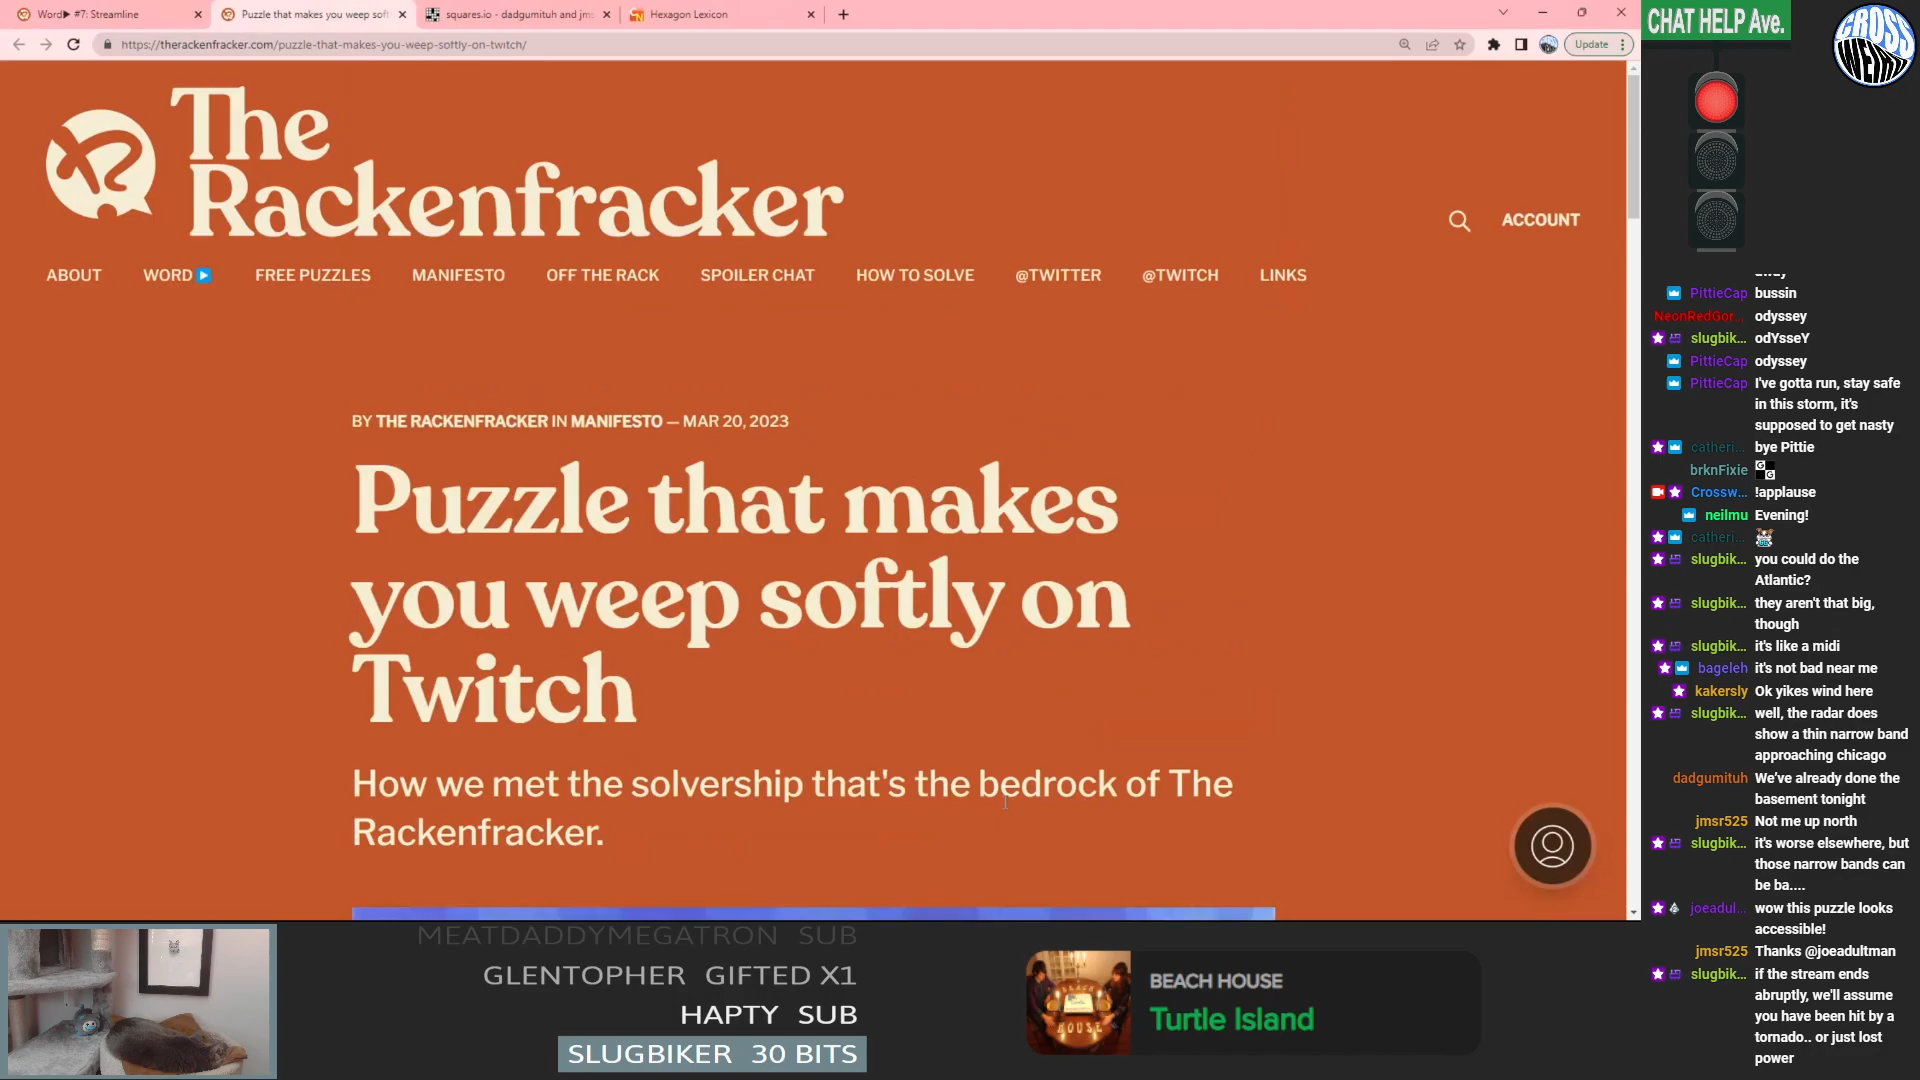 Word▶ #7: Streamline
Puzzle that makes you weep soft
squares.io - dadgumituh and jms
Hexagon Lexicon
https://therackenfracker.com/puzzle-that-makes-you-weep-softly-on-twitch/
Update
CHAT HELP Ave.
CROSS
WEIRD
The
Rackenfracker
ACCOUNT
ABOUT
WORD▶
FREE PUZZLES
MANIFESTO
OFF THE RACK
SPOILER CHAT
HOW TO SOLVE
@TWITTER
@TWITCH
LINKS
BY THE RACKENFRACKER IN MANIFESTO — MAR 20, 2023
Puzzle that makes
you weep softly on
Twitch
How we met the solvership that's the bedrock of The
Rackenfracker.
PittieCap bussin
NeonRedGor... odyssey
slugbik... odYsseY
PittieCap odyssey
PittieCap I've gotta run, stay safe
in this storm, it's
supposed to get nasty
catheri... bye Pittie
brknFixie
Crossw... !applause
neilmu Evening!
catheri...
slugbik... you could do the
Atlantic?
slugbik... they aren't that big,
though
slugbik... it's like a midi
bageleh it's not bad near me
kakersly Ok yikes wind here
slugbik... well, the radar does
show a thin narrow band
approaching chicago
dadgumituh We've already done the
basement tonight
jmsr525 Not me up north
slugbik... it's worse elsewhere, but
those narrow bands can
be ba....
joeadul... wow this puzzle looks
accessible!
jmsr525 Thanks @joeadultman
slugbik... if the stream ends
abruptly, we'll assume
you have been hit by a
tornado.. or just lost
power
MEATDADDYMEGATRON SUB
GLENTOPHER GIFTED X1
HAPTY SUB
SLUGBIKER 30 BITS
BEACH HOUSE
Turtle Island